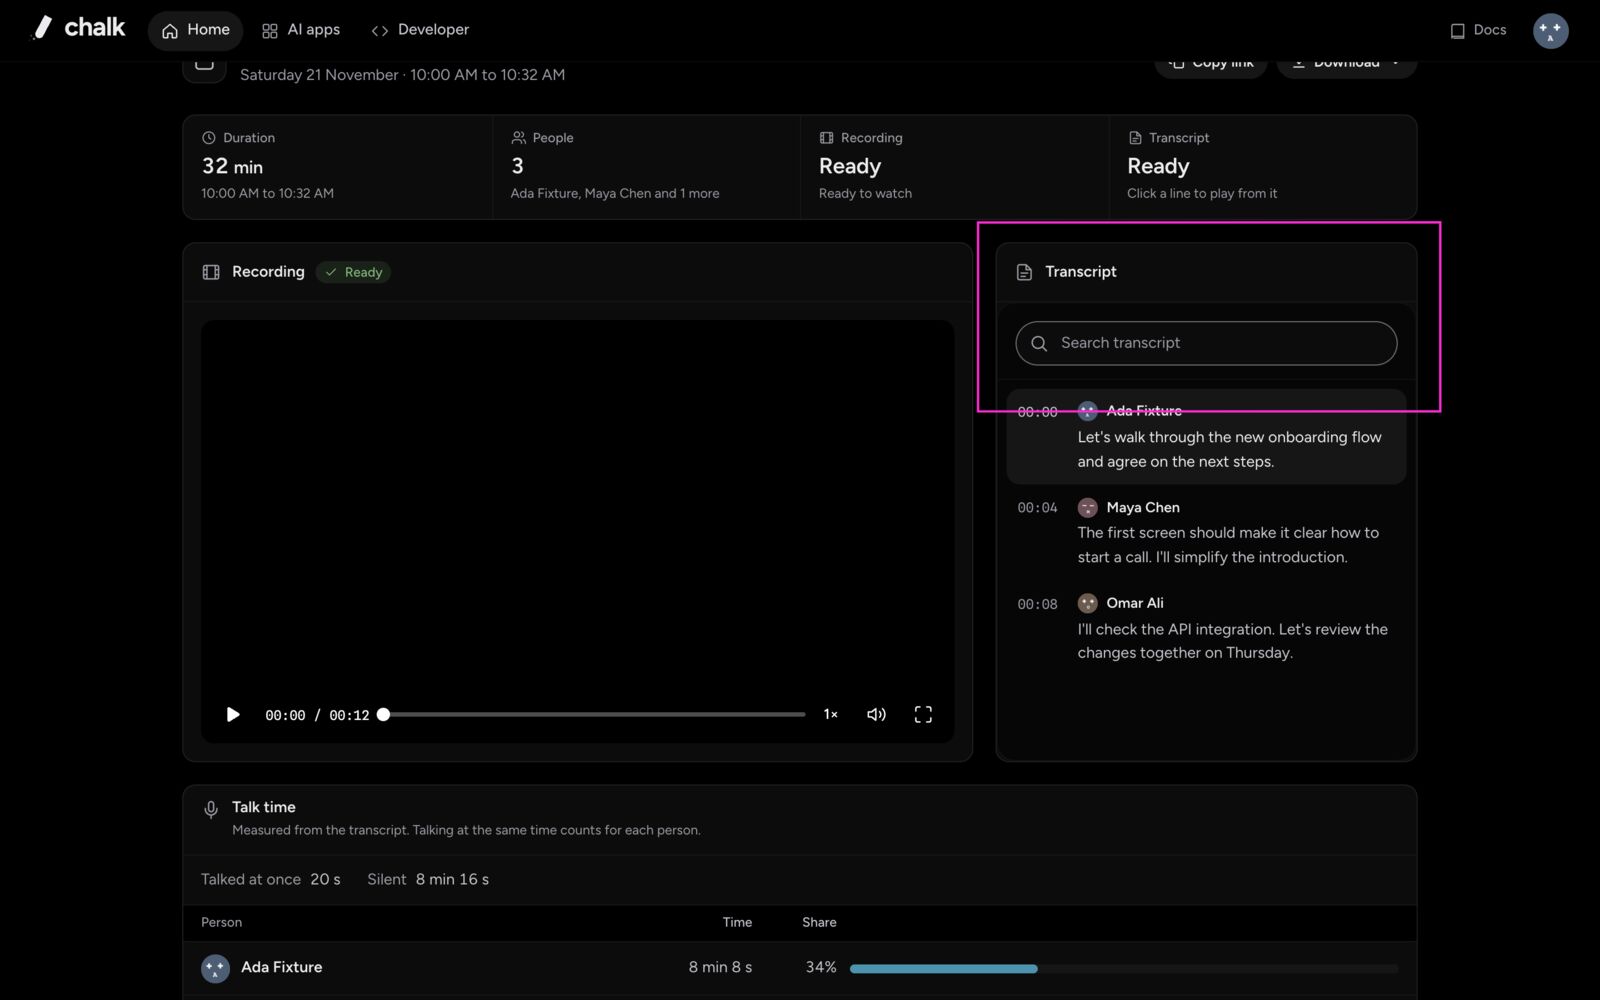 chalk
Home
AI apps
Developer
Docs
Saturday 21 November · 10:00 AM to 10:32 AM
Copy link
Download
Duration
32 min
10:00 AM to 10:32 AM
People
3
Ada Fixture, Maya Chen and 1 more
Recording
Ready
Ready to watch
Transcript
Ready
Click a line to play from it
Recording
Ready
00:00 / 00:12
1×
Transcript
Search transcript
00:00
Ada Fixture
Let's walk through the new onboarding flow
and agree on the next steps.
00:04
Maya Chen
The first screen should make it clear how to
start a call. I'll simplify the introduction.
00:08
Omar Ali
I'll check the API integration. Let's review the
changes together on Thursday.
Talk time
Measured from the transcript. Talking at the same time counts for each person.
Talked at once 20 s Silent 8 min 16 s
Person Time Share
Ada Fixture 8 min 8 s 34%